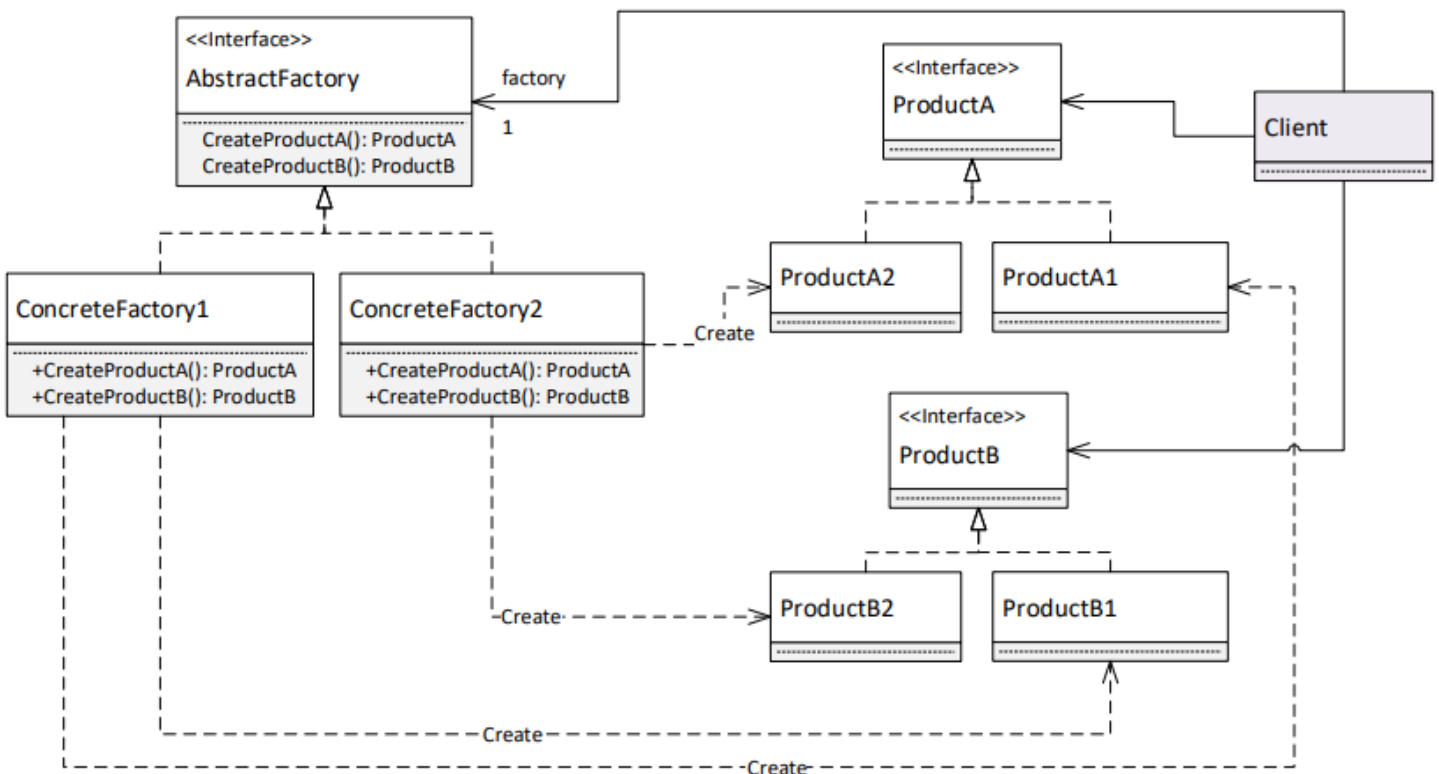 <<Interface>>
AbstractFactory
CreateProductA(): ProductA
CreateProductB(): ProductB
factory
1
<<Interface>>
ProductA
Client
ConcreteFactory1
+CreateProductA(): ProductA
+CreateProductB(): ProductB
ConcreteFactory2
+CreateProductA(): ProductA
+CreateProductB(): ProductB
Create
ProductA2
ProductA1
<<Interface>>
ProductB
Create
ProductB2
ProductB1
Create
Create